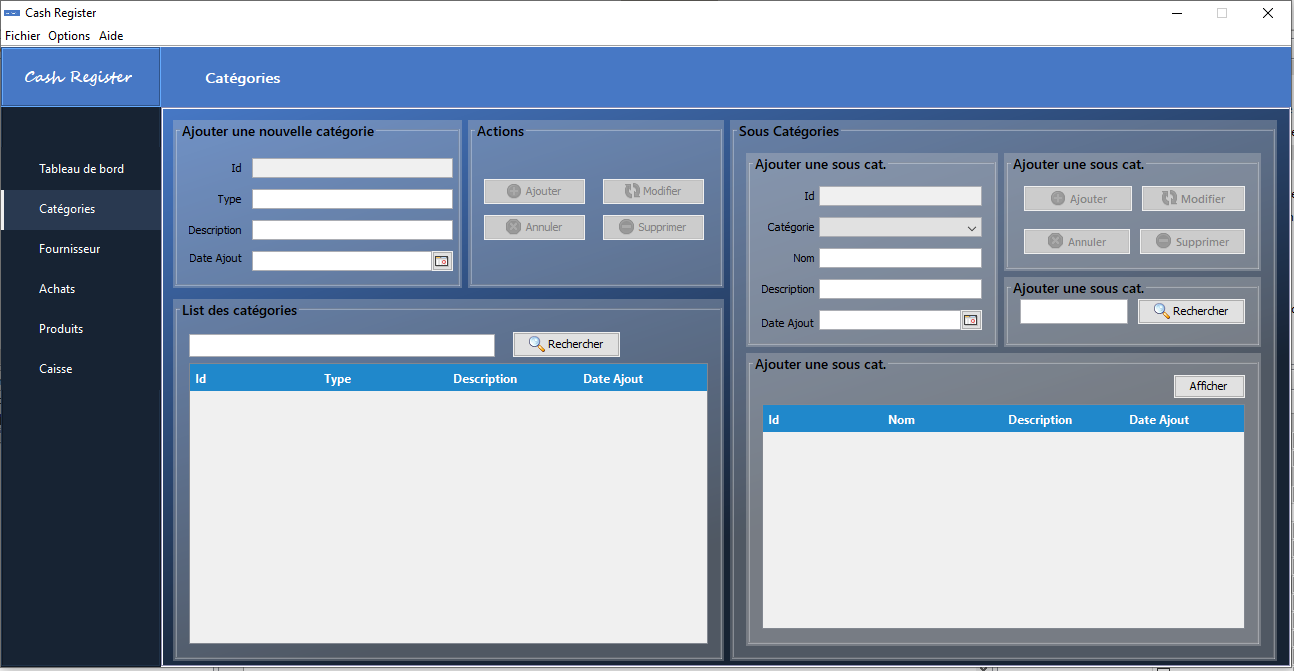 Cash Register
Fichier Options Aide
Cash Register
Catégories
Tableau de bord
Catégories
Fournisseur
Achats
Produits
Caisse
Ajouter une nouvelle catégorie
Id
Type
Description
Date Ajout
Actions
Ajouter Modifier
Annuler Supprimer
List des catégories
Rechercher
Id Type Description Date Ajout
Sous Catégories
Ajouter une sous cat.
Id
Catégorie
Nom
Description
Date Ajout
Ajouter une sous cat.
Ajouter Modifier
Annuler Supprimer
Ajouter une sous cat.
Rechercher
Ajouter une sous cat.
Afficher
Id Nom Description Date Ajout